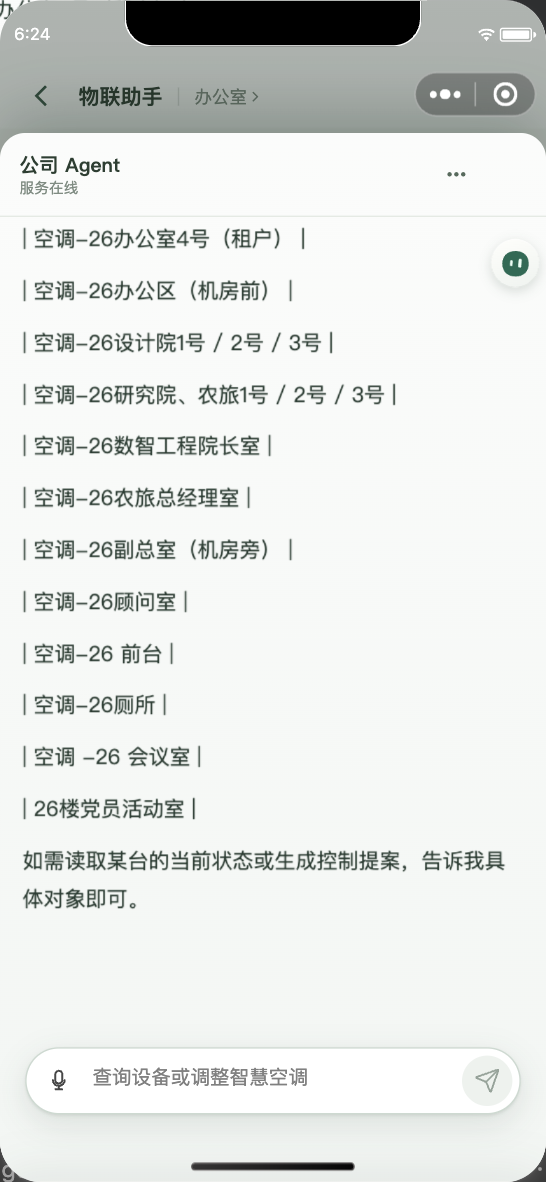 6:24
物联助手 | 办公室 >
公司 Agent
服务在线
| 空调-26办公室4号（租户） |
| 空调-26办公区（机房前） |
| 空调-26设计院1号 / 2号 / 3号 |
| 空调-26研究院、农旅1号 / 2号 / 3号 |
| 空调-26数智工程院长室 |
| 空调-26农旅总经理室 |
| 空调-26副总室（机房旁） |
| 空调-26顾问室 |
| 空调-26 前台 |
| 空调-26厕所 |
| 空调 -26 会议室 |
| 26楼党员活动室 |
如需读取某台的当前状态或生成控制提案，告诉我具
体对象即可。
查询设备或调整智慧空调